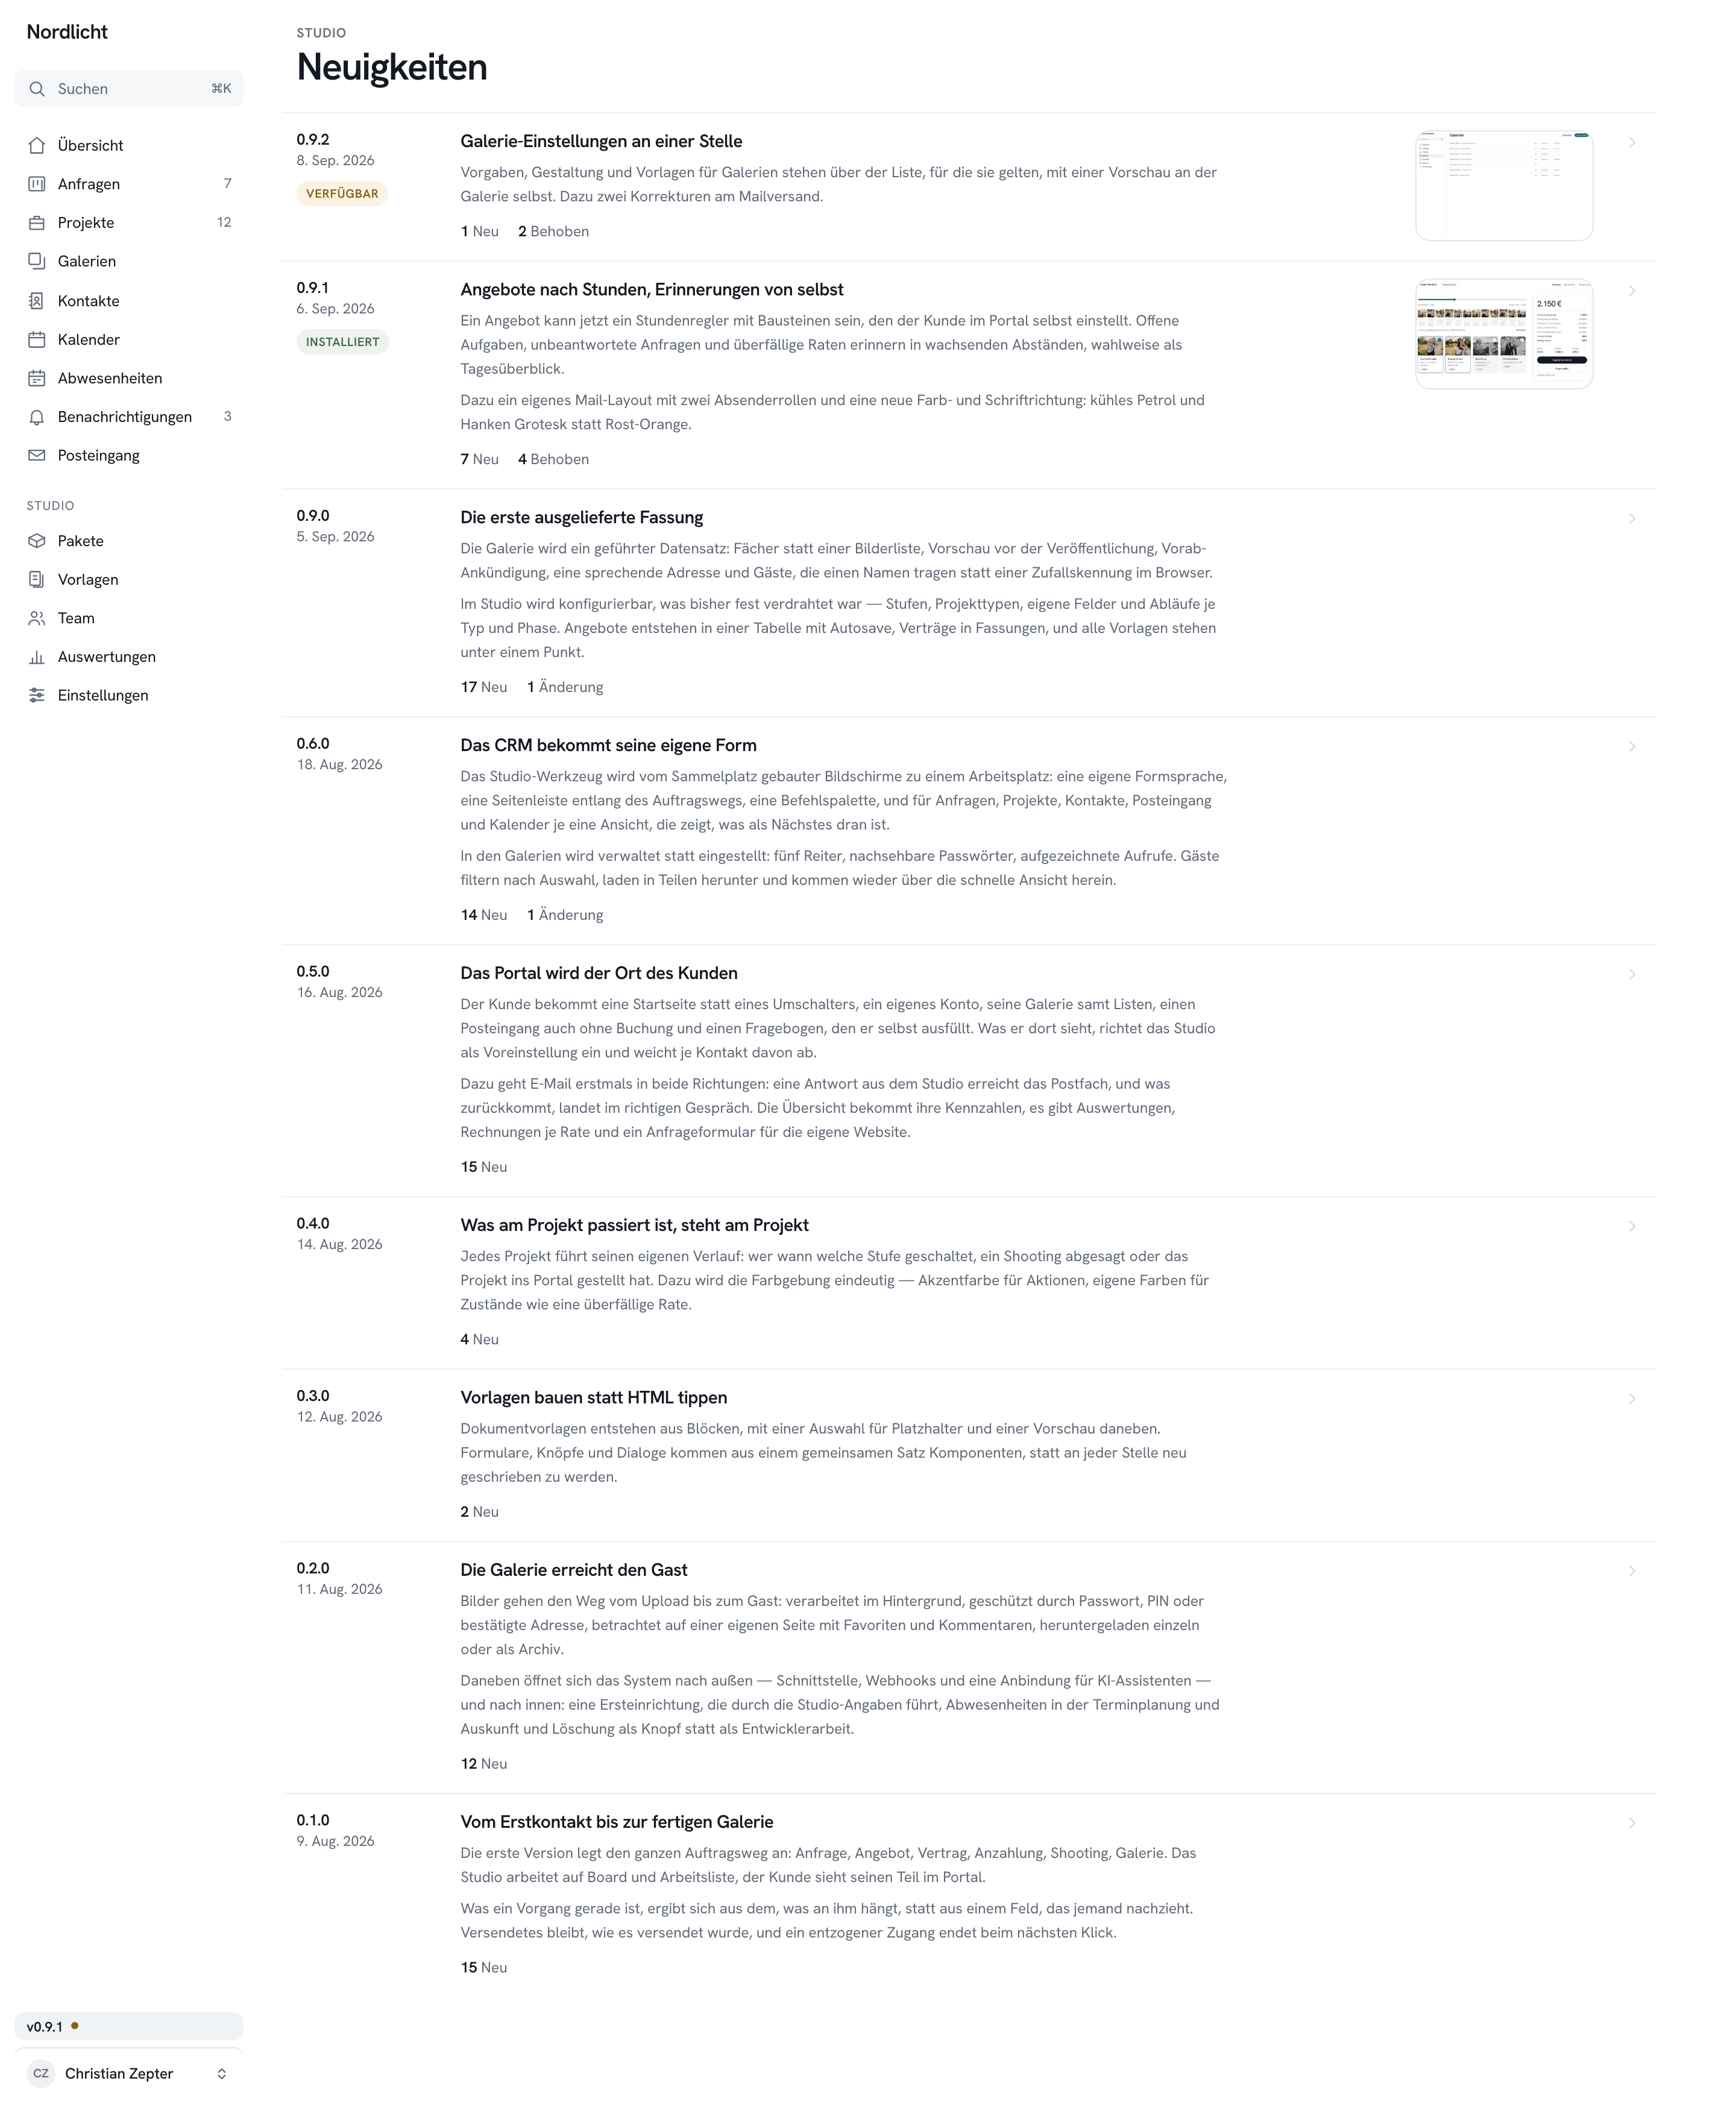 Nordlicht
Suchen ⌘K
Übersicht
Anfragen 7
Projekte 12
Galerien
Kontakte
Kalender
Abwesenheiten
Benachrichtigungen 3
Posteingang
STUDIO
Pakete
Vorlagen
Team
Auswertungen
Einstellungen
v0.9.1
CZ Christian Zepter
STUDIO
Neuigkeiten
0.9.2
8. Sep. 2026
VERFÜGBAR
Galerie-Einstellungen an einer Stelle
Vorgaben, Gestaltung und Vorlagen für Galerien stehen über der Liste, für die sie gelten, mit einer Vorschau an der
Galerie selbst. Dazu zwei Korrekturen am Mailversand.
1 Neu 2 Behoben
0.9.1
6. Sep. 2026
INSTALLIERT
Angebote nach Stunden, Erinnerungen von selbst
Ein Angebot kann jetzt ein Stundenregler mit Bausteinen sein, den der Kunde im Portal selbst einstellt. Offene
Aufgaben, unbeantwortete Anfragen und überfällige Raten erinnern in wachsenden Abständen, wahlweise als
Tagesüberblick.
Dazu ein eigenes Mail-Layout mit zwei Absenderrollen und eine neue Farb- und Schriftrichtung: kühles Petrol und
Hanken Grotesk statt Rost-Orange.
7 Neu 4 Behoben
2.150 €
0.9.0
5. Sep. 2026
Die erste ausgelieferte Fassung
Die Galerie wird ein geführter Datensatz: Fächer statt einer Bilderliste, Vorschau vor der Veröffentlichung, Vorab-
Ankündigung, eine sprechende Adresse und Gäste, die einen Namen tragen statt einer Zufallskennung im Browser.
Im Studio wird konfigurierbar, was bisher fest verdrahtet war — Stufen, Projekttypen, eigene Felder und Abläufe je
Typ und Phase. Angebote entstehen in einer Tabelle mit Autosave, Verträge in Fassungen, und alle Vorlagen stehen
unter einem Punkt.
17 Neu 1 Änderung
0.6.0
18. Aug. 2026
Das CRM bekommt seine eigene Form
Das Studio-Werkzeug wird vom Sammelplatz gebauter Bildschirme zu einem Arbeitsplatz: eine eigene Formsprache,
eine Seitenleiste entlang des Auftragswegs, eine Befehlspalette, und für Anfragen, Projekte, Kontakte, Posteingang
und Kalender je eine Ansicht, die zeigt, was als Nächstes dran ist.
In den Galerien wird verwaltet statt eingestellt: fünf Reiter, nachsehbare Passwörter, aufgezeichnete Aufrufe. Gäste
filtern nach Auswahl, laden in Teilen herunter und kommen wieder über die schnelle Ansicht herein.
14 Neu 1 Änderung
0.5.0
16. Aug. 2026
Das Portal wird der Ort des Kunden
Der Kunde bekommt eine Startseite statt eines Umschalters, ein eigenes Konto, seine Galerie samt Listen, einen
Posteingang auch ohne Buchung und einen Fragebogen, den er selbst ausfüllt. Was er dort sieht, richtet das Studio
als Voreinstellung ein und weicht je Kontakt davon ab.
Dazu geht E-Mail erstmals in beide Richtungen: eine Antwort aus dem Studio erreicht das Postfach, und was
zurückkommt, landet im richtigen Gespräch. Die Übersicht bekommt ihre Kennzahlen, es gibt Auswertungen,
Rechnungen je Rate und ein Anfrageformular für die eigene Website.
15 Neu
0.4.0
14. Aug. 2026
Was am Projekt passiert ist, steht am Projekt
Jedes Projekt führt seinen eigenen Verlauf: wer wann welche Stufe geschaltet, ein Shooting abgesagt oder das
Projekt ins Portal gestellt hat. Dazu wird die Farbgebung eindeutig — Akzentfarbe für Aktionen, eigene Farben für
Zustände wie eine überfällige Rate.
4 Neu
0.3.0
12. Aug. 2026
Vorlagen bauen statt HTML tippen
Dokumentvorlagen entstehen aus Blöcken, mit einer Auswahl für Platzhalter und einer Vorschau daneben.
Formulare, Knöpfe und Dialoge kommen aus einem gemeinsamen Satz Komponenten, statt an jeder Stelle neu
geschrieben zu werden.
2 Neu
0.2.0
11. Aug. 2026
Die Galerie erreicht den Gast
Bilder gehen den Weg vom Upload bis zum Gast: verarbeitet im Hintergrund, geschützt durch Passwort, PIN oder
bestätigte Adresse, betrachtet auf einer eigenen Seite mit Favoriten und Kommentaren, heruntergeladen einzeln
oder als Archiv.
Daneben öffnet sich das System nach außen — Schnittstelle, Webhooks und eine Anbindung für KI-Assistenten —
und nach innen: eine Ersteinrichtung, die durch die Studio-Angaben führt, Abwesenheiten in der Terminplanung und
Auskunft und Löschung als Knopf statt als Entwicklerarbeit.
12 Neu
0.1.0
9. Aug. 2026
Vom Erstkontakt bis zur fertigen Galerie
Die erste Version legt den ganzen Auftragsweg an: Anfrage, Angebot, Vertrag, Anzahlung, Shooting, Galerie. Das
Studio arbeitet auf Board und Arbeitsliste, der Kunde sieht seinen Teil im Portal.
Was ein Vorgang gerade ist, ergibt sich aus dem, was an ihm hängt, statt aus einem Feld, das jemand nachzieht.
Versendetes bleibt, wie es versendet wurde, und ein entzogener Zugang endet beim nächsten Klick.
15 Neu